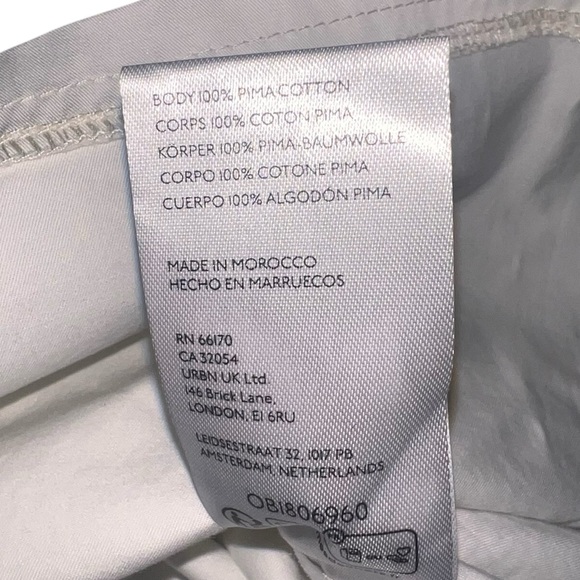 BODY 100% PIMA COTTON
CORPS 100% COTON PIMA
KÖRPER 100% PIMA-BAUMWOLLE
CORPO 100% COTONE PIMA
CUERPO 100% ALGODÓN PIMA
MADE IN MOROCCO
HECHO EN MARRUECOS
RN 66170
CA 32054
URBN UK Ltd.
146 Brick Lane,
LONDON, E1 6RU
LEIDSESTRAAT 32, 1017 PB
AMSTERDAM, NETHERLANDS
OB1806960